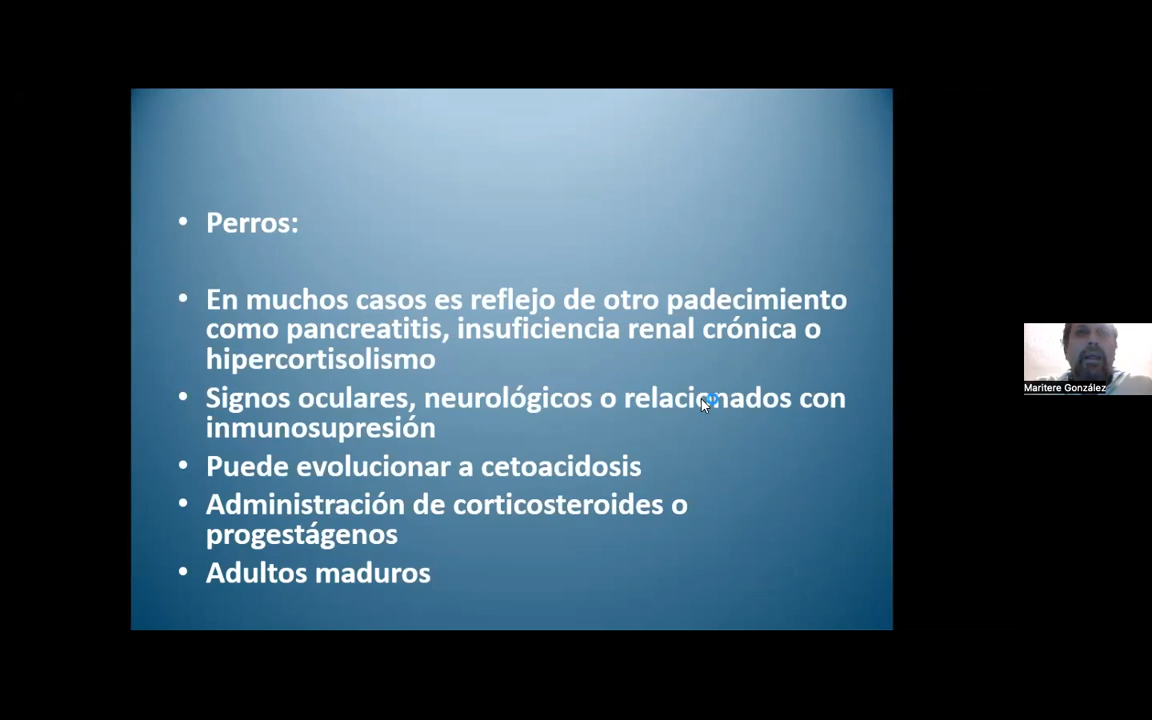 • Perros:
• En muchos casos es reflejo de otro padecimiento
como pancreatitis, insuficiencia renal crónica o
hipercortisolismo
• Signos oculares, neurológicos o relacionados con
inmunosupresión
• Puede evolucionar a cetoacidosis
• Administración de corticosteroides o
progestágenos
• Adultos maduros
Maritere González